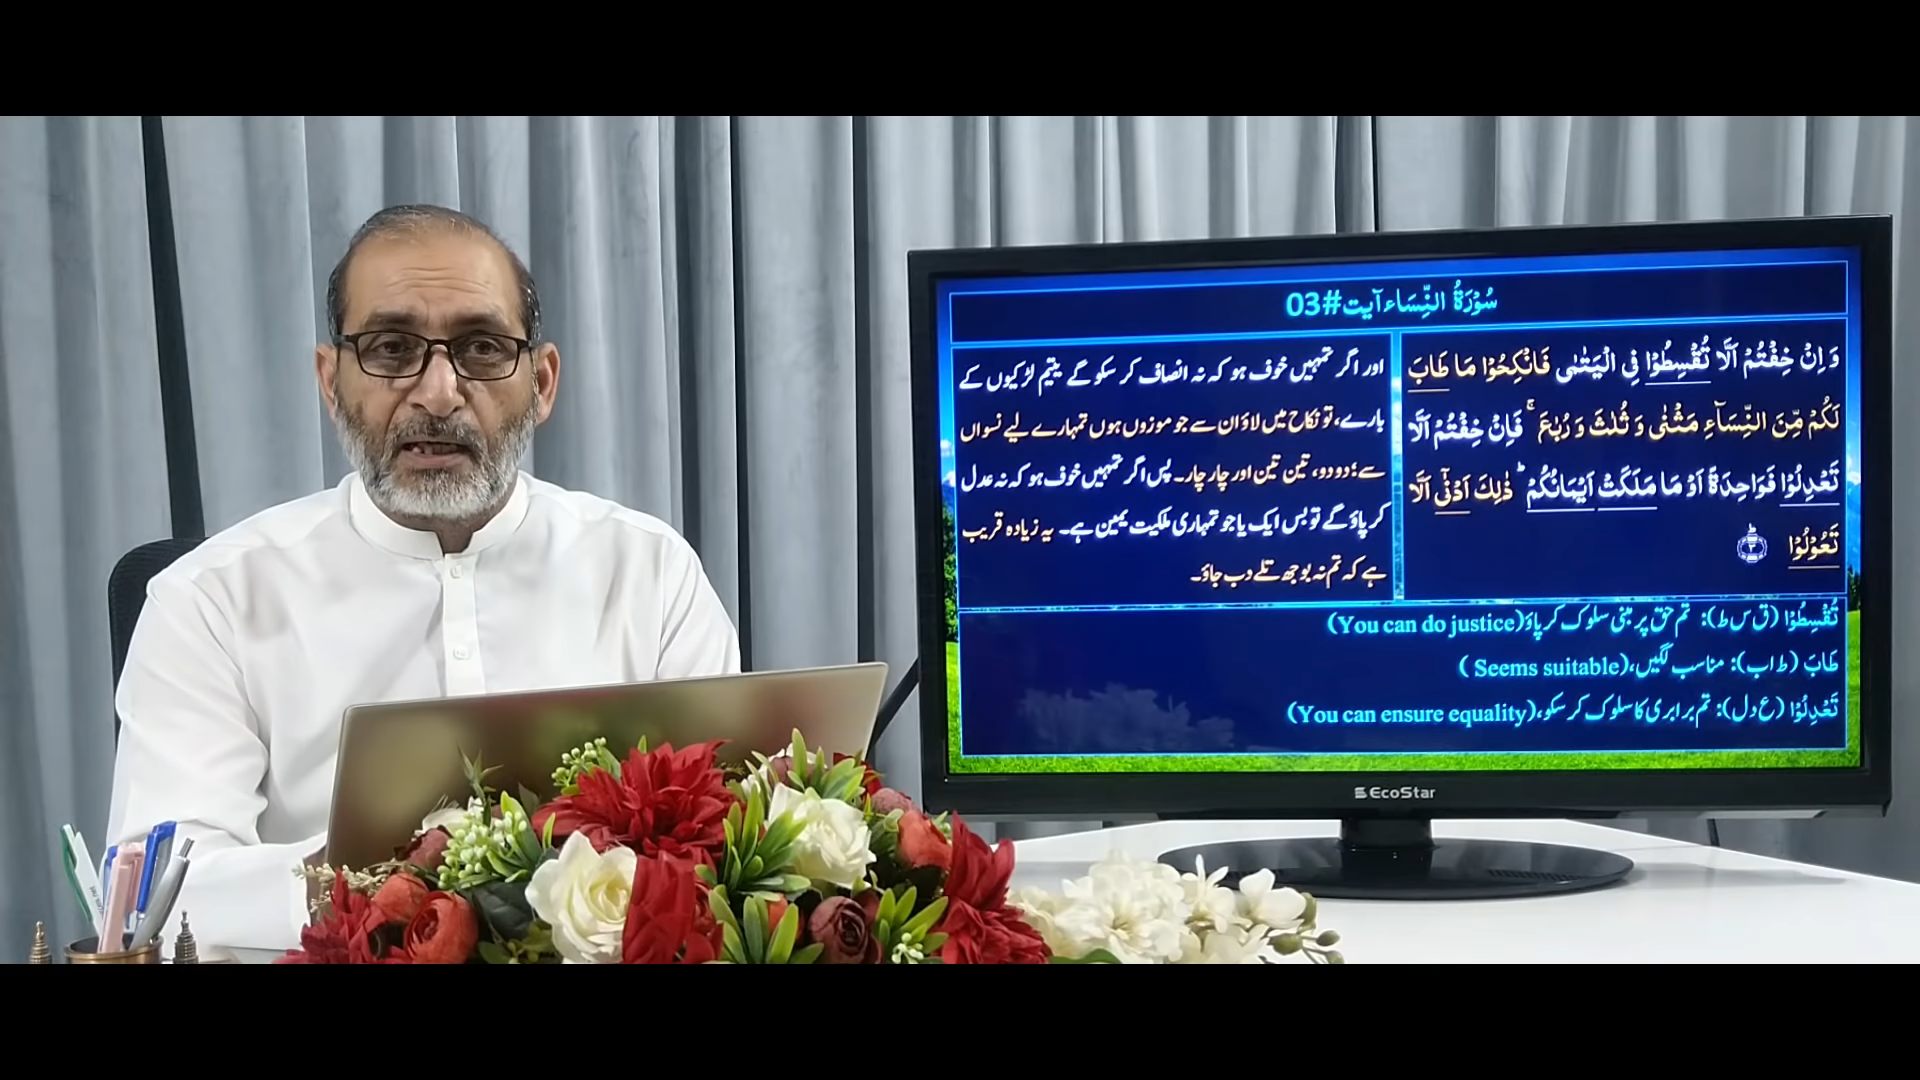 سُوْرَةُ النِّسَاء آیت#03
وَ اِنْ خِفْتُمْ اَلَّا تُقْسِطُوْا فِی الْیَتٰمٰى فَانْكِحُوْا مَا طَابَ
لَكُمْ مِّنَ النِّسَآءِ مَثْنٰى وَ ثُلٰثَ وَ رُبٰعَ ۚ فَاِنْ خِفْتُمْ اَلَّا
تَعْدِلُوْا فَوَاحِدَةً اَوْ مَا مَلَكَتْ اَیْمَانُكُمْ ؕ ذٰلِكَ اَدْنٰۤى اَلَّا
تَعُوْلُوْا ۳
اور اگر تمہیں خوف ہو کہ نہ انصاف کر سکو گے یتیم لڑکیوں کے
بارے، تو نکاح میں لاؤ ان سے جو موزوں ہوں تمہارے لیے نسواں
سے؛ دو دو، تین تین اور چار چار۔ پس اگر تمہیں خوف ہو کہ نہ عدل
کر پاؤ گے تو بس ایک یا جو تمہاری ملکیت یمین ہے۔ یہ زیادہ قریب
ہے کہ تم نہ بوجھ تلے دب جاؤ۔
تُقْسِطُوْا (ق س ط): تم حق پر مبنی سلوک کر پاؤ(You can do justice)
طَابَ (ط اب): مناسب لگیں،(Seems suitable )
تَعْدِلُوْا (ع دل): تم برابری کا سلوک کر سکو،(You can ensure equality)
EcoStar